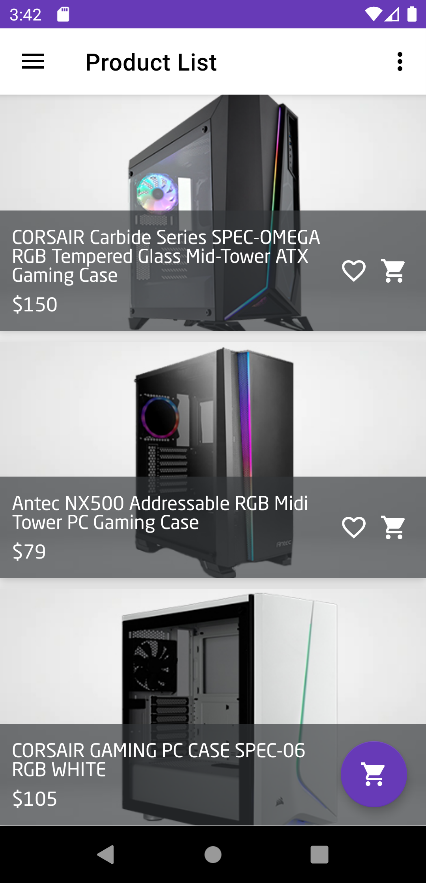 3:42
Product List
CORSAIR Carbide Series SPEC-OMEGA
RGB Tempered Glass Mid-Tower ATX
Gaming Case
$150
Antec NX500 Addressable RGB Midi
Tower PC Gaming Case
$79
CORSAIR GAMING PC CASE SPEC-06
RGB WHITE
$105